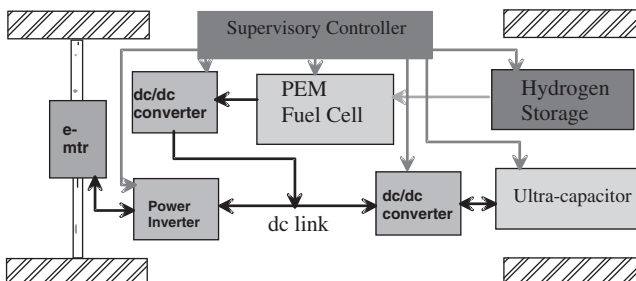 Supervisory Controller
dc/dc
converter
PEM
Fuel Cell
Hydrogen
Storage
e-
mtr
Power
Inverter
dc link
dc/dc
converter
Ultra-capacitor